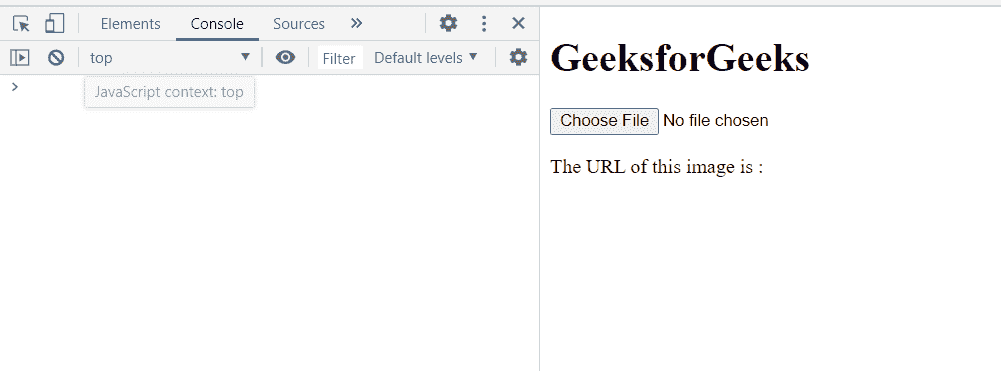 Elements Console Sources »
top Filter Default levels
JavaScript context: top
GeeksforGeeks
Choose File No file chosen
The URL of this image is :